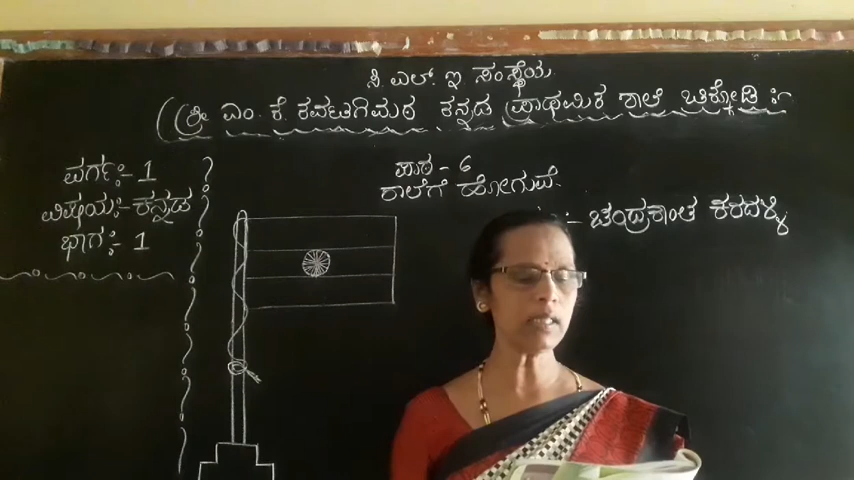 ಸಿ. ಎಲ್. ಇ. ಸಂಸ್ಥೆಯ
ಶ್ರೀ ಎಂ. ಕೆ. ಕವಟಗಿಮಠ ಕನ್ನಡ ಪ್ರಾಥಮಿಕ ಶಾಲೆ ಚಿಕ್ಕೋಡಿ :-
ವರ್ಗ:- 1
ವಿಷಯ:- ಕನ್ನಡ
ಭಾಗ:- 1
ಪಾಠ - 6
ಶಾಲೆಗೆ ಹೋಗುವೆ
:- ಚಂದ್ರಕಾಂತ ಕರದಳ್ಳಿ